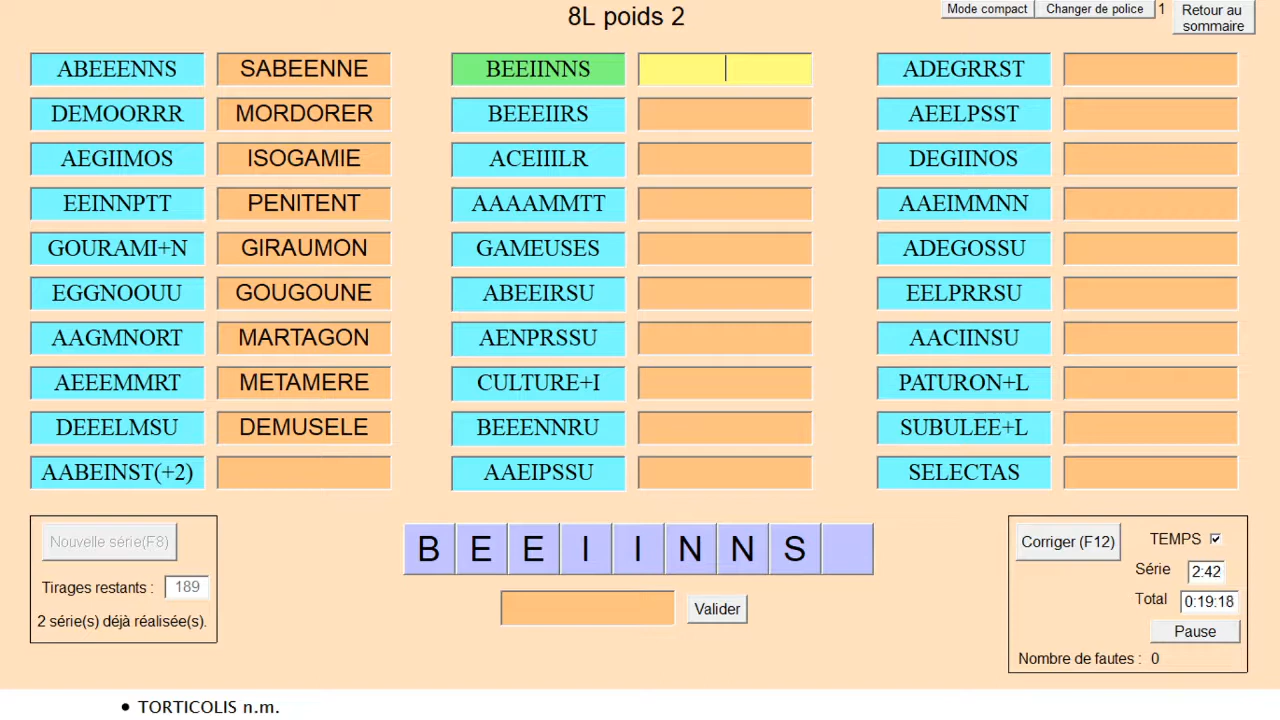 8L poids 2
Mode compact Changer de police 1 Retour au sommaire
ABEEENNS SABEENNE BEEIINNS ADEGRRST
DEMOORRR MORDORER BEEEIIRS AEELPSST
AEGIIMOS ISOGAMIE ACEIIILR DEGIINOS
EEINNPTT PENITENT AAAAMMTT AAEIMMNN
GOURAMI+N GIRAUMON GAMEUSES ADEGOSSU
EGGNOOUU GOUGOUNE ABEEIRSU EELPRRSU
AAGMNORT MARTAGON AENPRSSU AACIINSU
AEEEMMRT METAMERE CULTURE+I PATURON+L
DEEELMSU DEMUSELE BEEENNRU SUBULEE+L
AABEINST(+2) AAEIPSSU SELECTAS
Nouvelle série(F8)
Tirages restants : 189
2 série(s) déjà réalisée(s).
B E E I I N N S
Valider
Corriger (F12) TEMPS
Série 2:42
Total 0:19:18
Pause
Nombre de fautes : 0
• TORTICOLIS n.m.